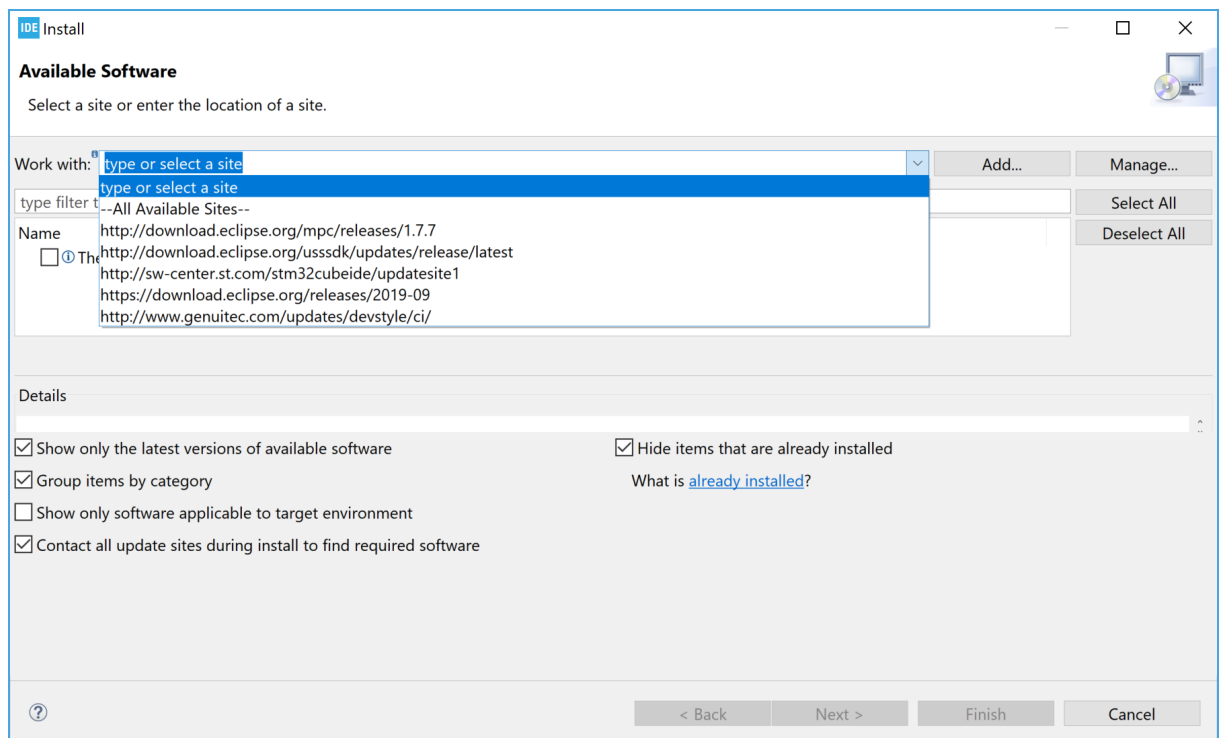 IDE Install
Available Software
Select a site or enter the location of a site.
Work with: type or select a site Add... Manage...
type or select a site
type filter t Select All
--All Available Sites--
http://download.eclipse.org/mpc/releases/1.7.7
Name Deselect All
http://download.eclipse.org/usssdk/updates/release/latest
The
http://sw-center.st.com/stm32cubeide/updatesite1
https://download.eclipse.org/releases/2019-09
http://www.genuitec.com/updates/devstyle/ci/
Details
Show only the latest versions of available software Hide items that are already installed
Group items by category What is already installed?
Show only software applicable to target environment
Contact all update sites during install to find required software
? < Back Next > Finish Cancel